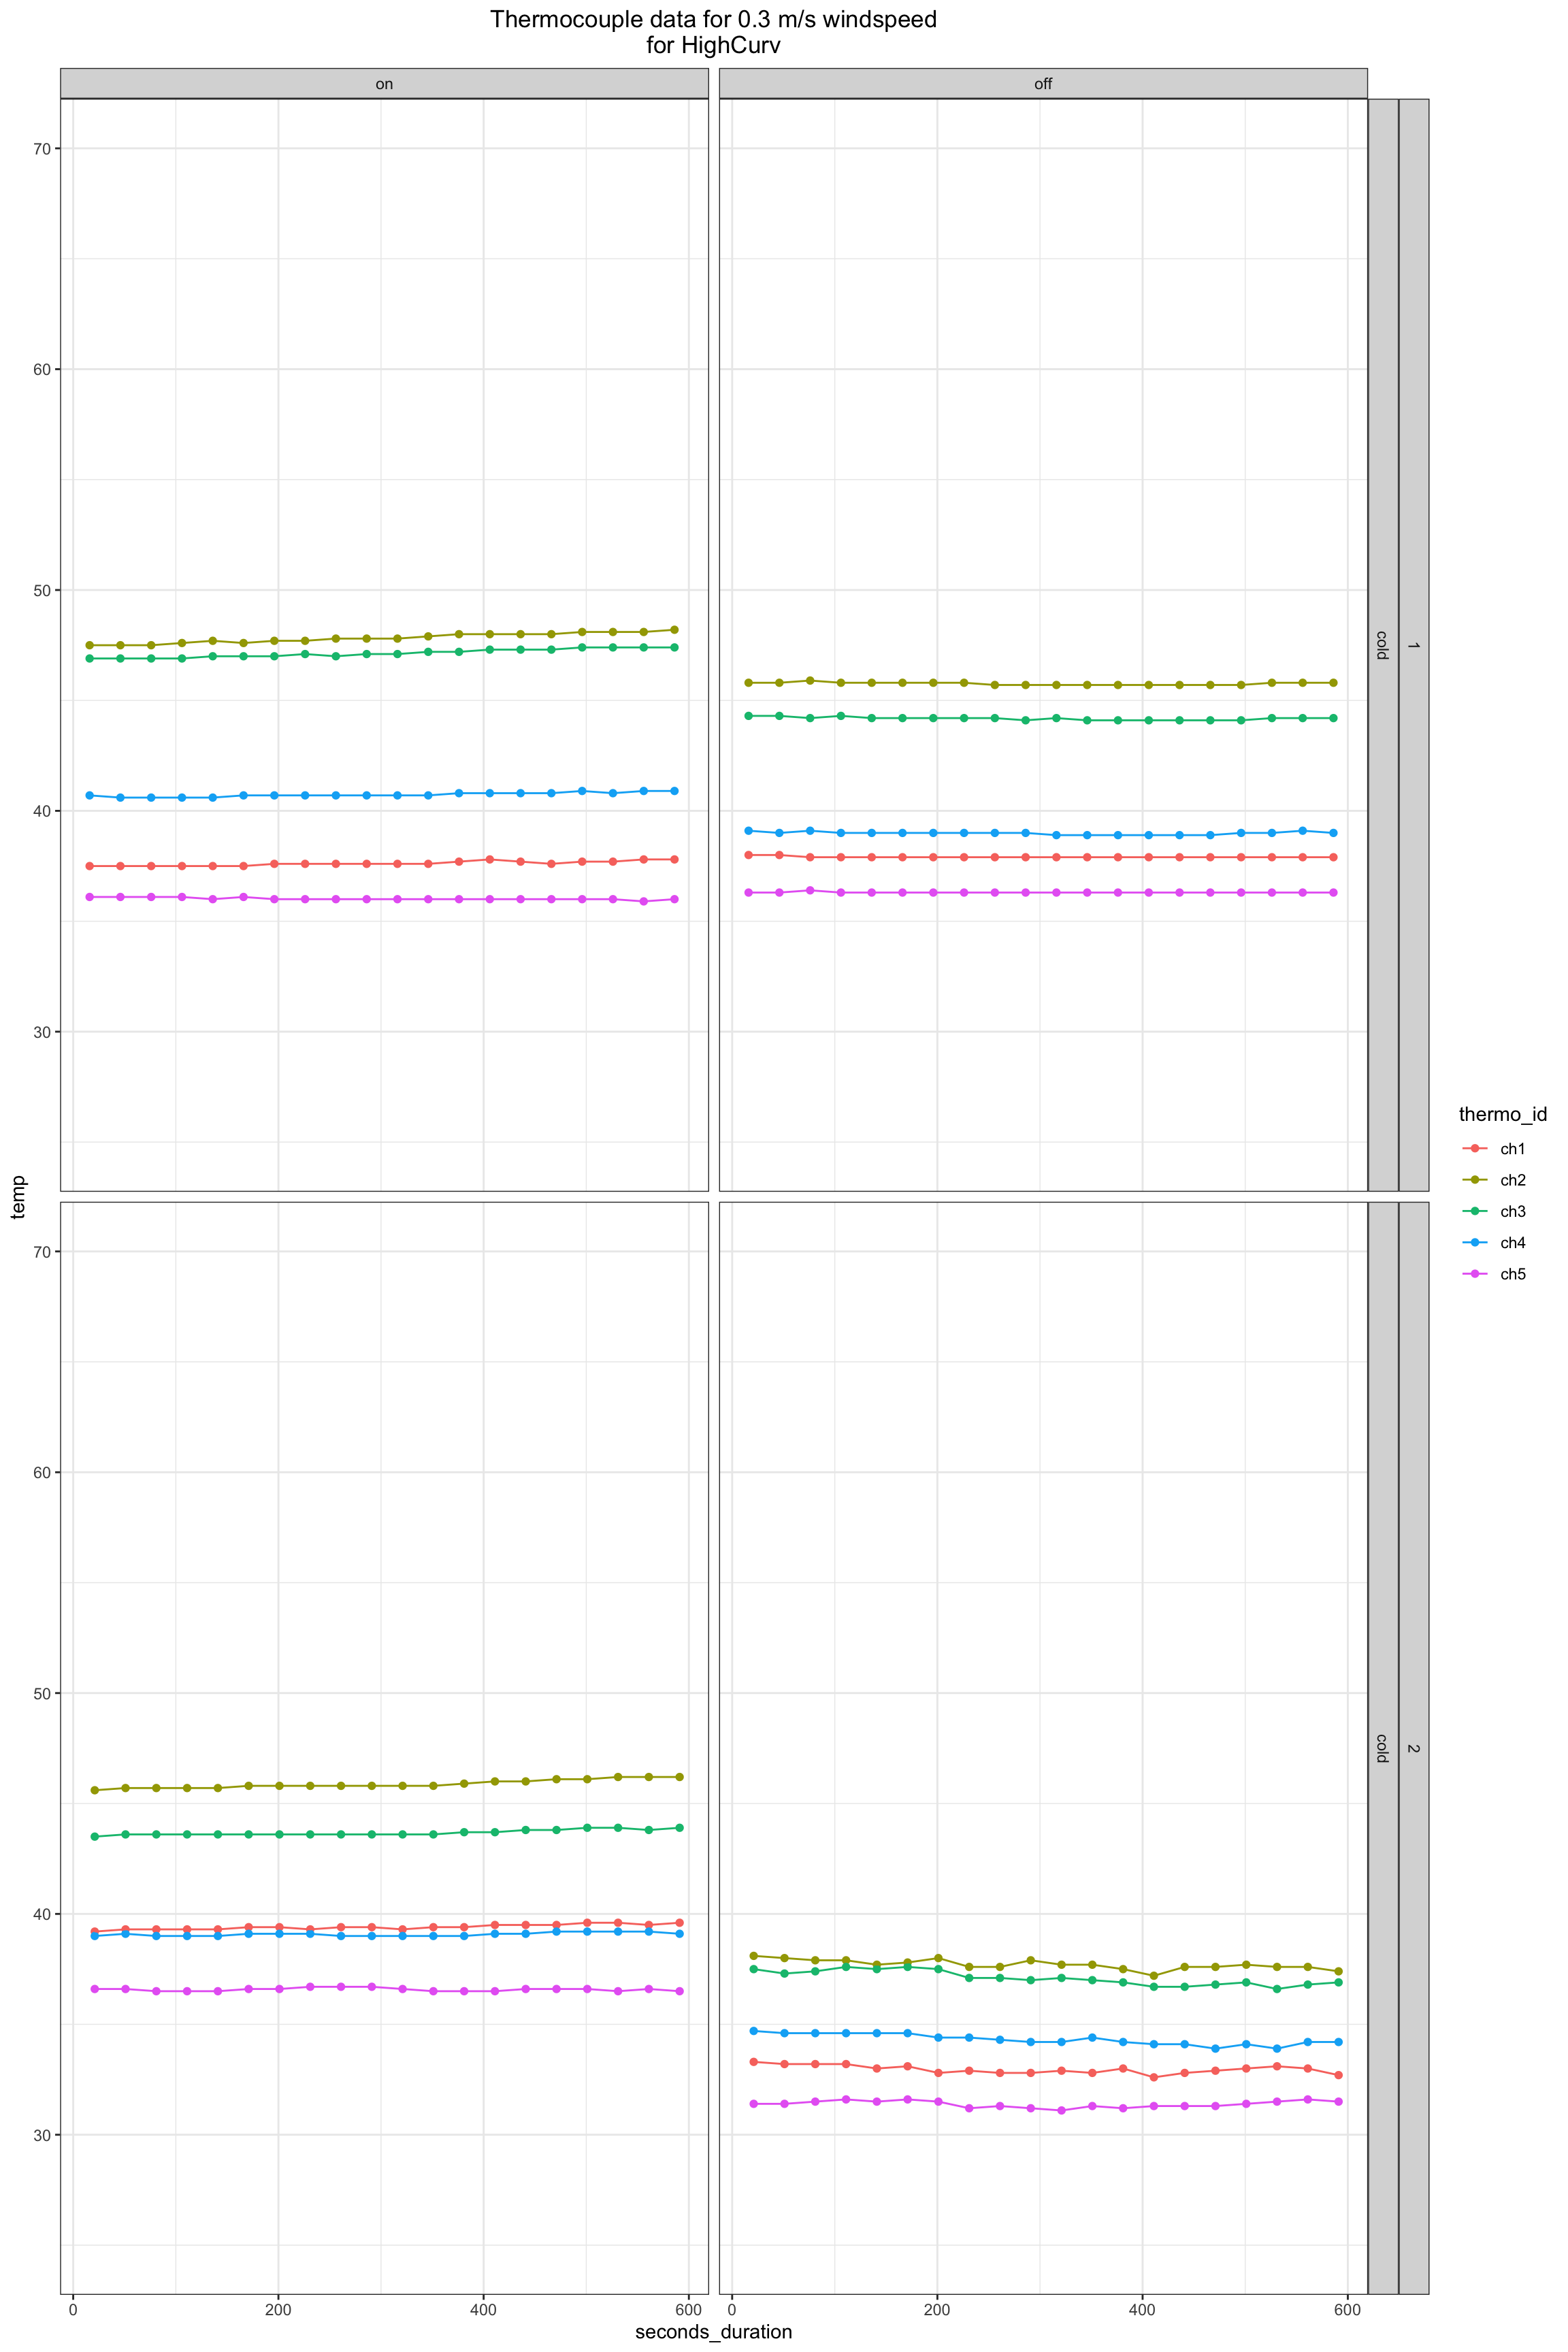 Thermocouple data for 0.3 m/s windspeed
for HighCurv
on
off
70
60
50
40
30
cold
1
temp
70
60
50
40
30
cold
2
0
200
400
600
0
200
400
600
seconds_duration
thermo_id
ch1
ch2
ch3
ch4
ch5